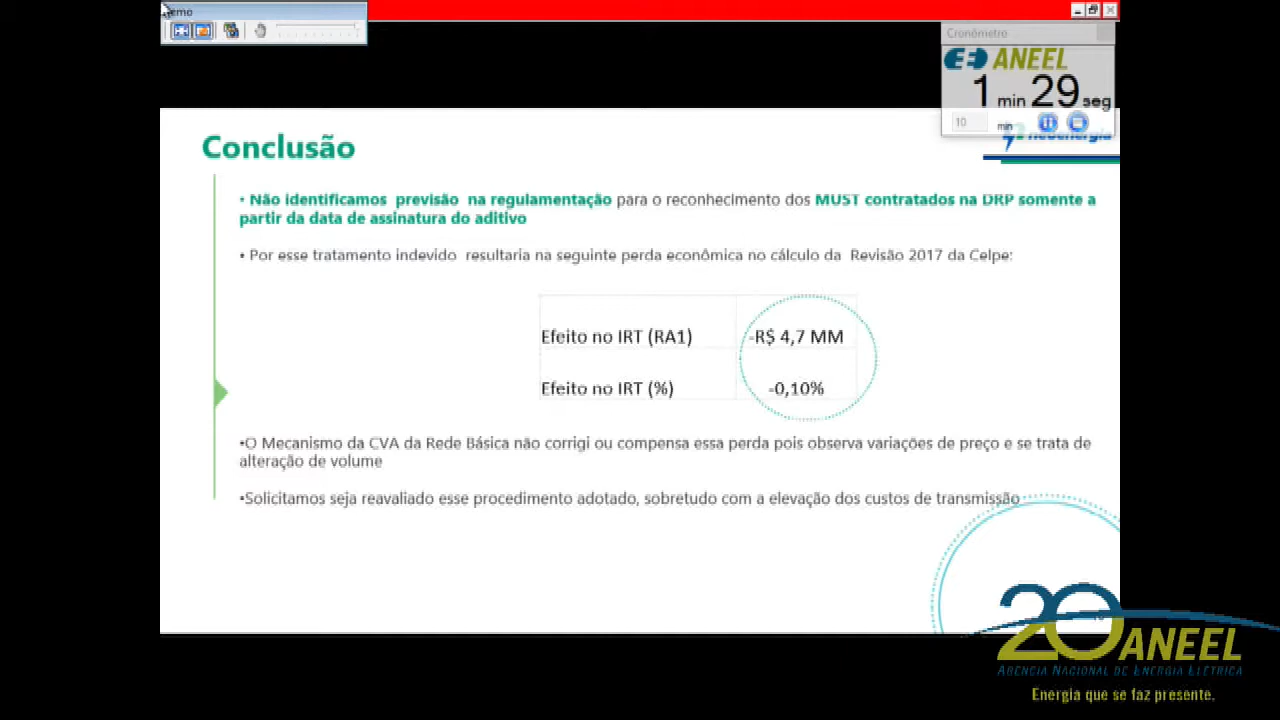 Cronômetro
ANEEL
1 min 29 seg
10 min
neoenergia
Conclusão
• Não identificamos previsão na regulamentação para o reconhecimento dos MUST contratados na DRP somente a
partir da data de assinatura do aditivo
• Por esse tratamento indevido resultaria na seguinte perda econômica no cálculo da Revisão 2017 da Celpe:
Efeito no IRT (RA1) -R$ 4,7 MM
Efeito no IRT (%) -0,10%
•O Mecanismo da CVA da Rede Básica não corrigi ou compensa essa perda pois observa variações de preço e se trata de
alteração de volume
•Solicitamos seja reavaliado esse procedimento adotado, sobretudo com a elevação dos custos de transmissão
20 ANEEL
AGENCIA NACIONAL DE ENERGIA ELÉTRICA
Energia que se faz presente.